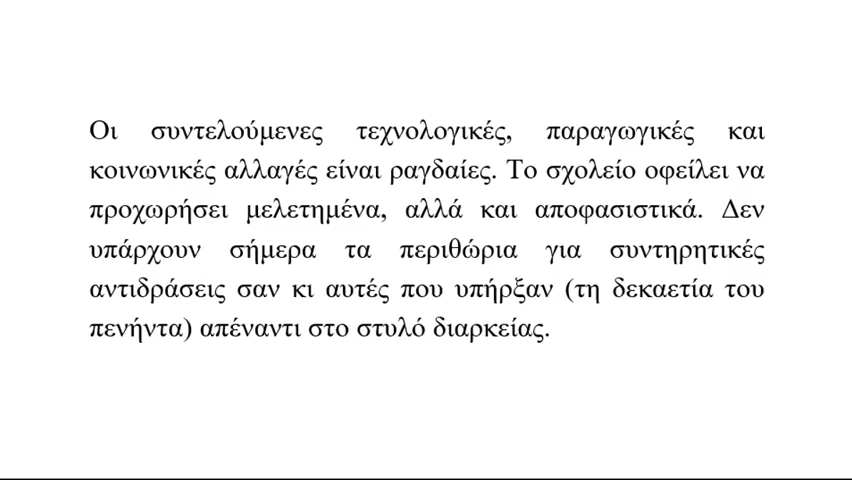 Οι συντελούμενες τεχνολογικές, παραγωγικές και
κοινωνικές αλλαγές είναι ραγδαίες. Το σχολείο οφείλει να
προχωρήσει μελετημένα, αλλά και αποφασιστικά. Δεν
υπάρχουν σήμερα τα περιθώρια για συντηρητικές
αντιδράσεις σαν κι αυτές που υπήρξαν (τη δεκαετία του
πενήντα) απέναντι στο στυλό διαρκείας.